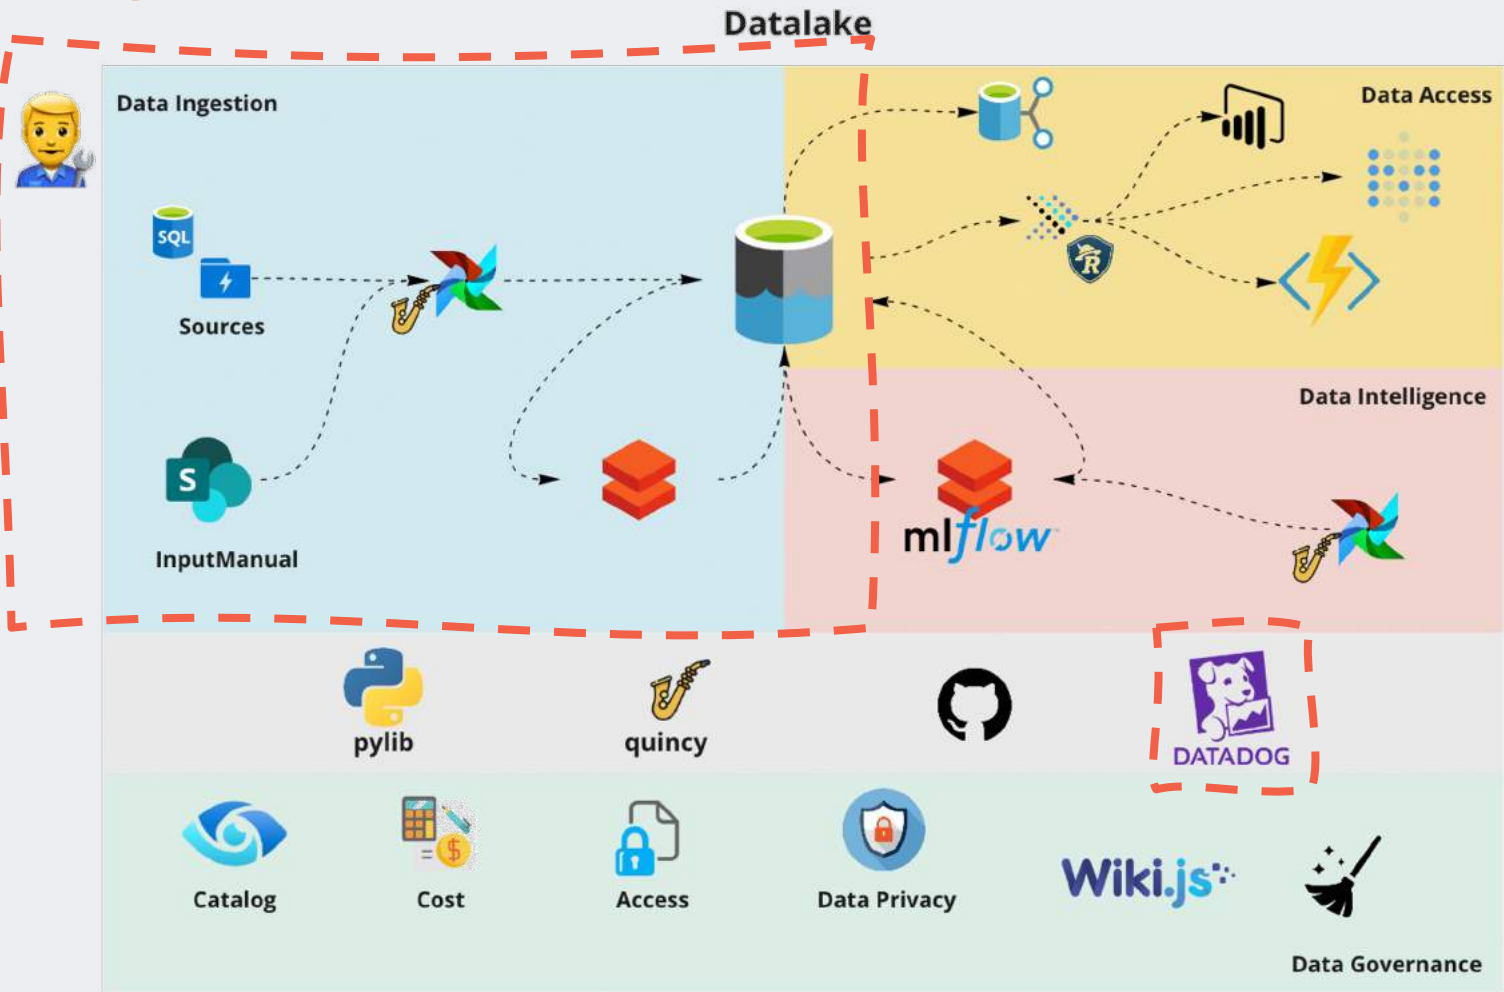 Datalake
Data Ingestion
Data Access
SQL
Sources
R
Data Intelligence
S
InputManual
mlflow
pylib
quincy
DATADOG
Catalog
Cost
Access
Data Privacy
Wiki.js
Data Governance